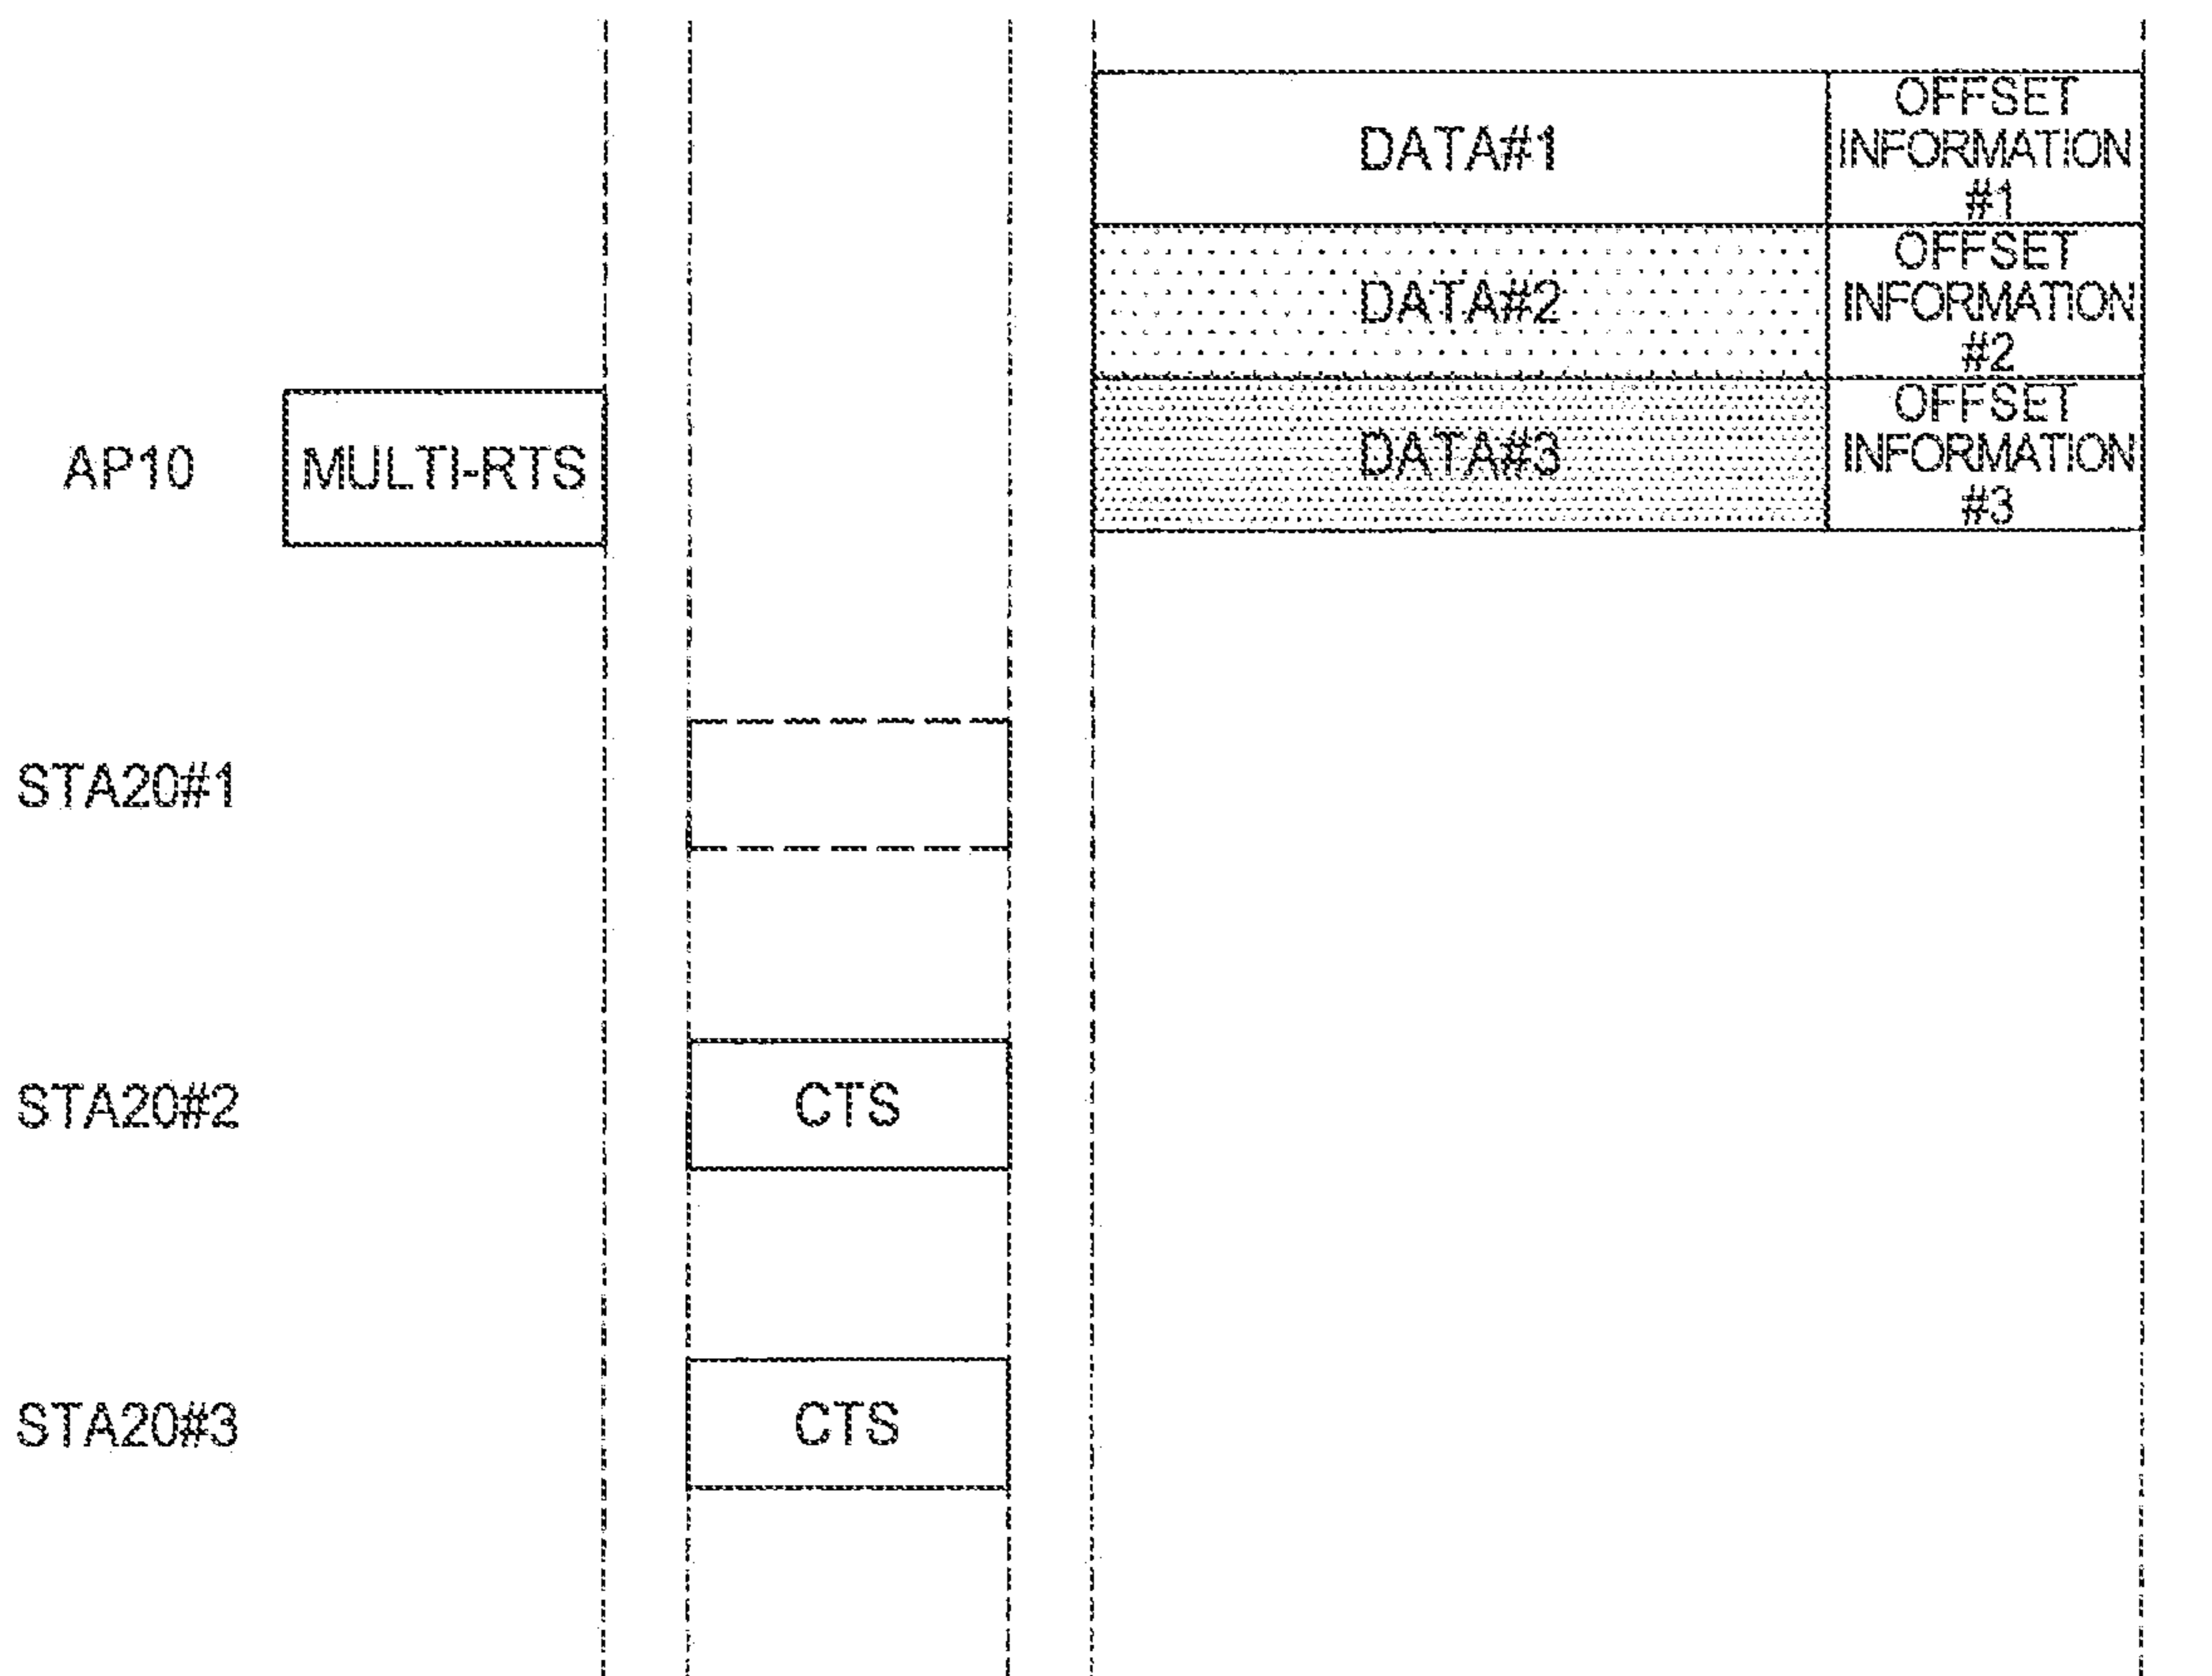 DATA#1
OFFSET
INFORMATION
#1
DATA#2
OFFSET
INFORMATION
#2
DATA#3
OFFSET
INFORMATION
#3
AP10
MULTI-RTS
STA20#1
STA20#2
CTS
STA20#3
CTS